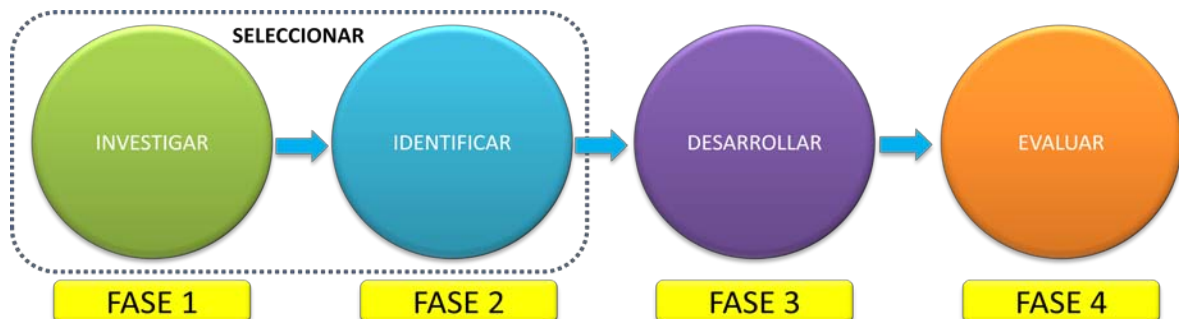 SELECCIONAR
INVESTIGAR
IDENTIFICAR
DESARROLLAR
EVALUAR
FASE 1
FASE 2
FASE 3
FASE 4